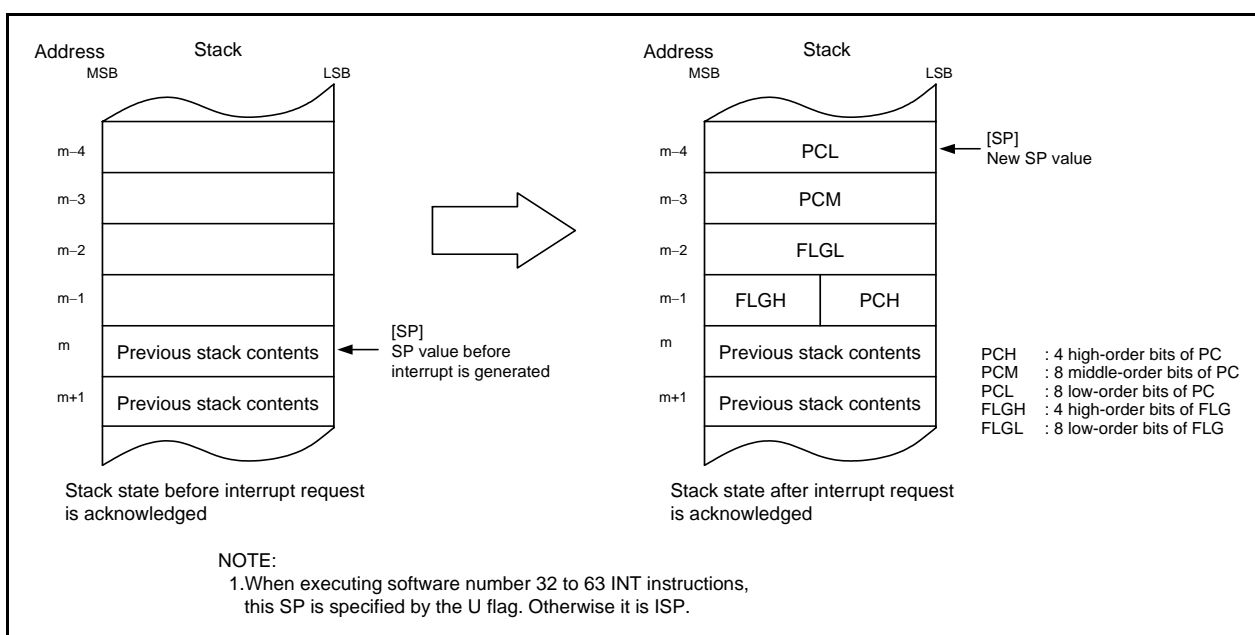 Address Stack
MSB LSB
m−4
m−3
m−2
m−1
m Previous stack contents
m+1 Previous stack contents
[SP]
SP value before
interrupt is generated
Stack state before interrupt request
is acknowledged
Address Stack
MSB LSB
m−4 PCL
m−3 PCM
m−2 FLGL
m−1 FLGH PCH
m Previous stack contents
m+1 Previous stack contents
[SP]
New SP value
PCH : 4 high-order bits of PC
PCM : 8 middle-order bits of PC
PCL : 8 low-order bits of PC
FLGH : 4 high-order bits of FLG
FLGL : 8 low-order bits of FLG
Stack state after interrupt request
is acknowledged
NOTE:
1.When executing software number 32 to 63 INT instructions,
this SP is specified by the U flag. Otherwise it is ISP.